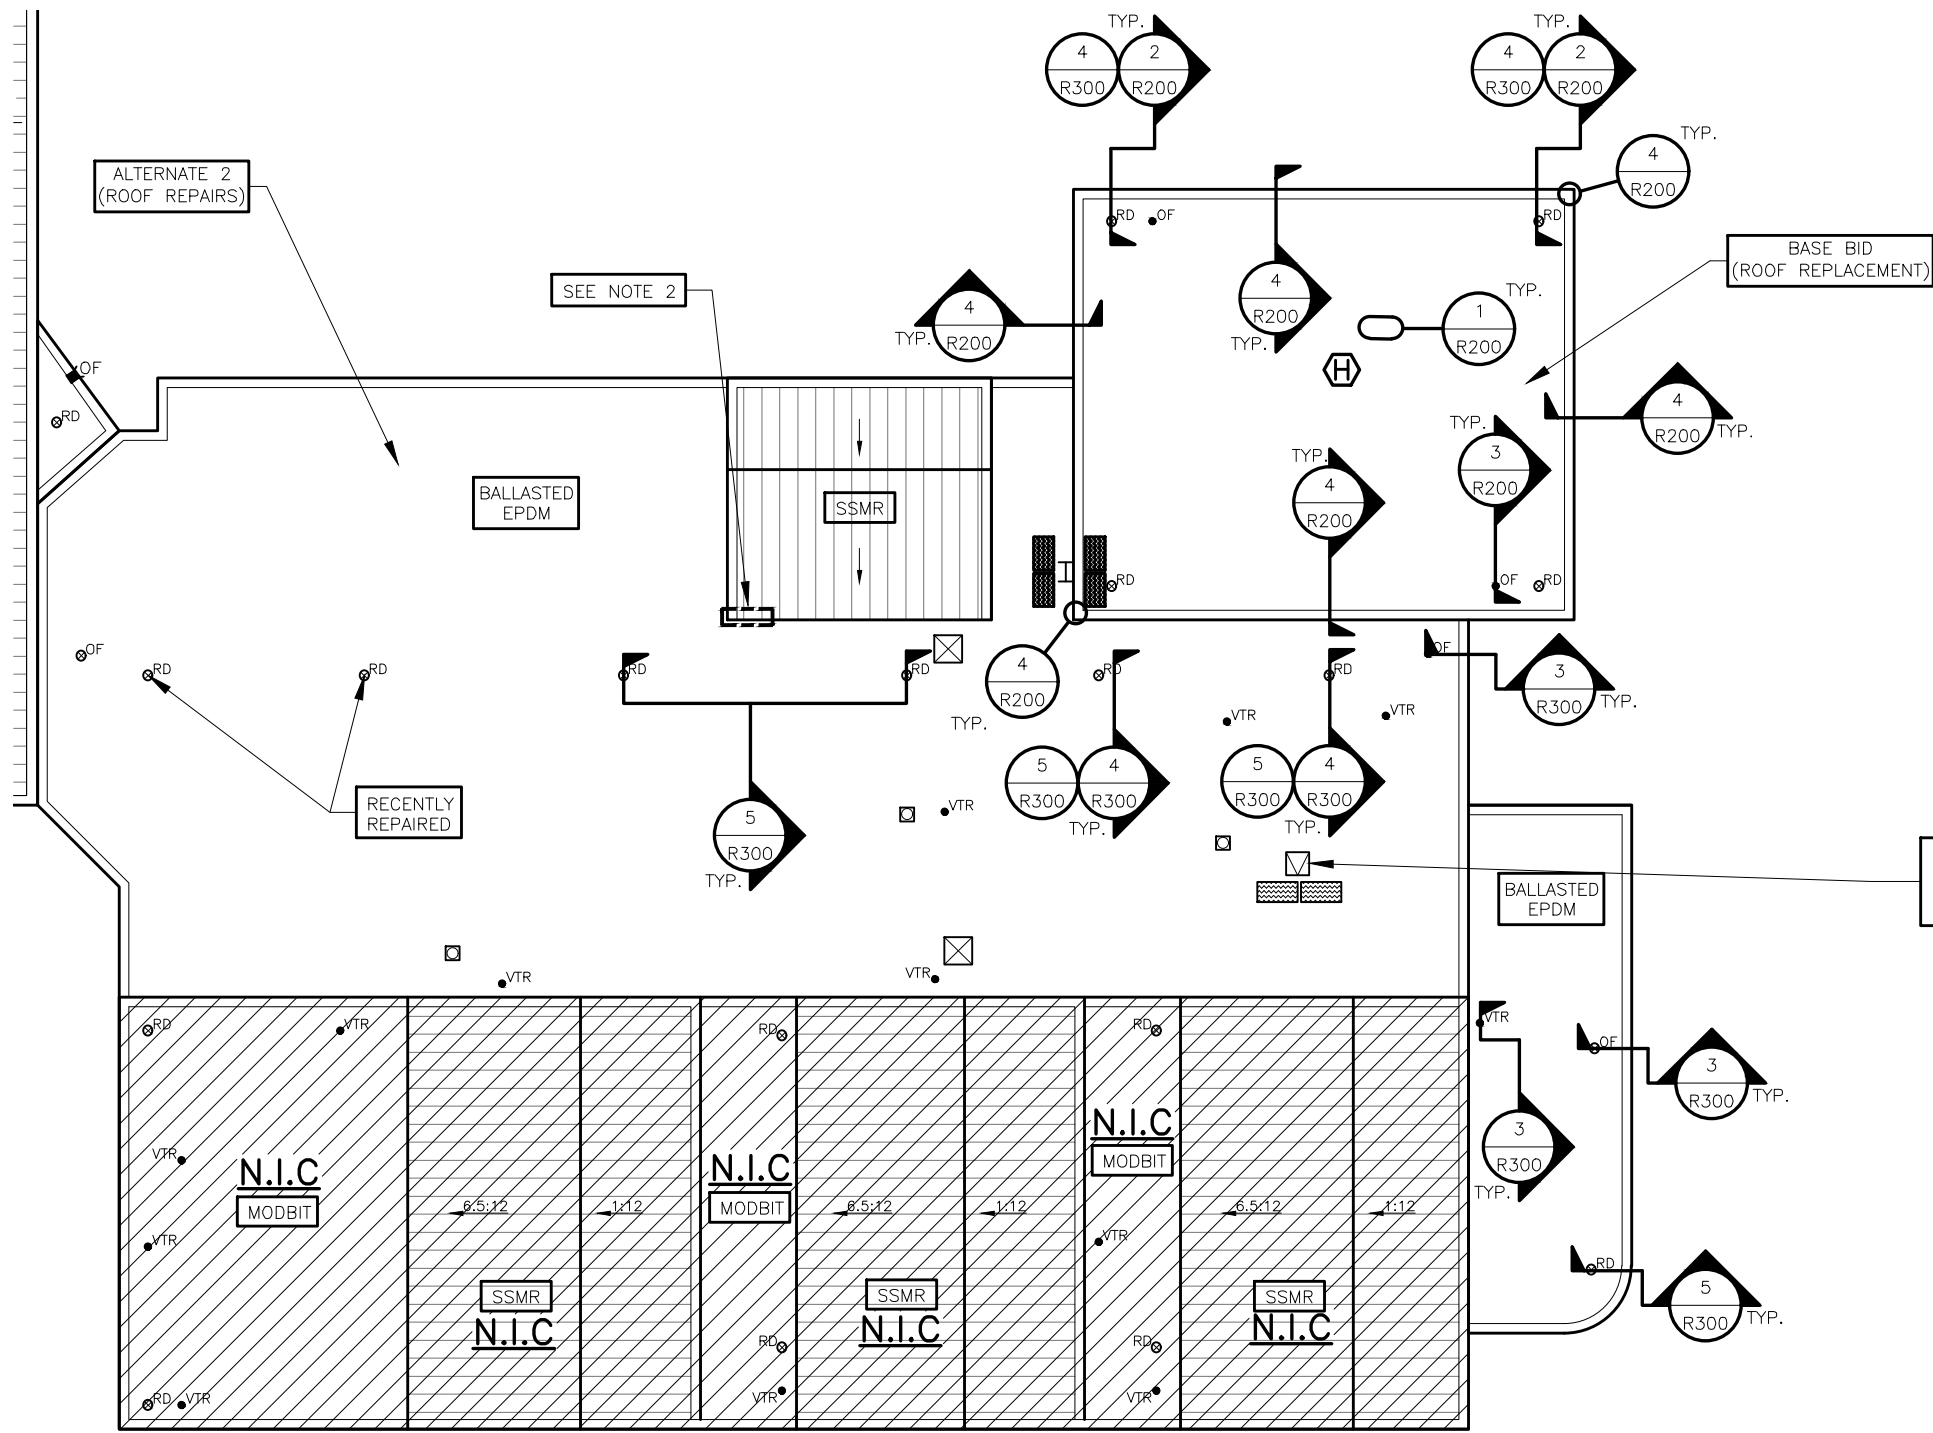 TYP.
4
R300
2
R200
TYP.
4
R300
2
R200
TYP.
4
R200
ALTERNATE 2
(ROOF REPAIRS)
RD
OF
RD
BASE BID
(ROOF REPLACEMENT)
SEE NOTE 2
4
R200
TYP.
4
R200
TYP.
TYP.
1
R200
H
OF
RD
4
R200
TYP.
TYP.
3
R200
BALLASTED
EPDM
SSMR
TYP.
4
R200
RD
OF
RD
OF
RD
RD
RD
RD
4
R200
TYP.
RD
RD
OF
3
R300
TYP.
VTR
VTR
RECENTLY
REPAIRED
5
R300
TYP.
VTR
5
R300
4
R300
TYP.
5
R300
4
R300
TYP.
BALLASTED
EPDM
VTR
VTR
RD
VTR
RD
RD
VTR
OF
3
R300
TYP.
VTR
N.I.C
MODBIT
N.I.C
MODBIT
N.I.C
MODBIT
3
R300
TYP.
6.5:12
1:12
6.5:12
1:12
6.5:12
1:12
VTR
VTR
RD
5
R300
TYP.
SSMR
N.I.C
SSMR
N.I.C
SSMR
N.I.C
RD
RD
RD
VTR
VTR
VTR